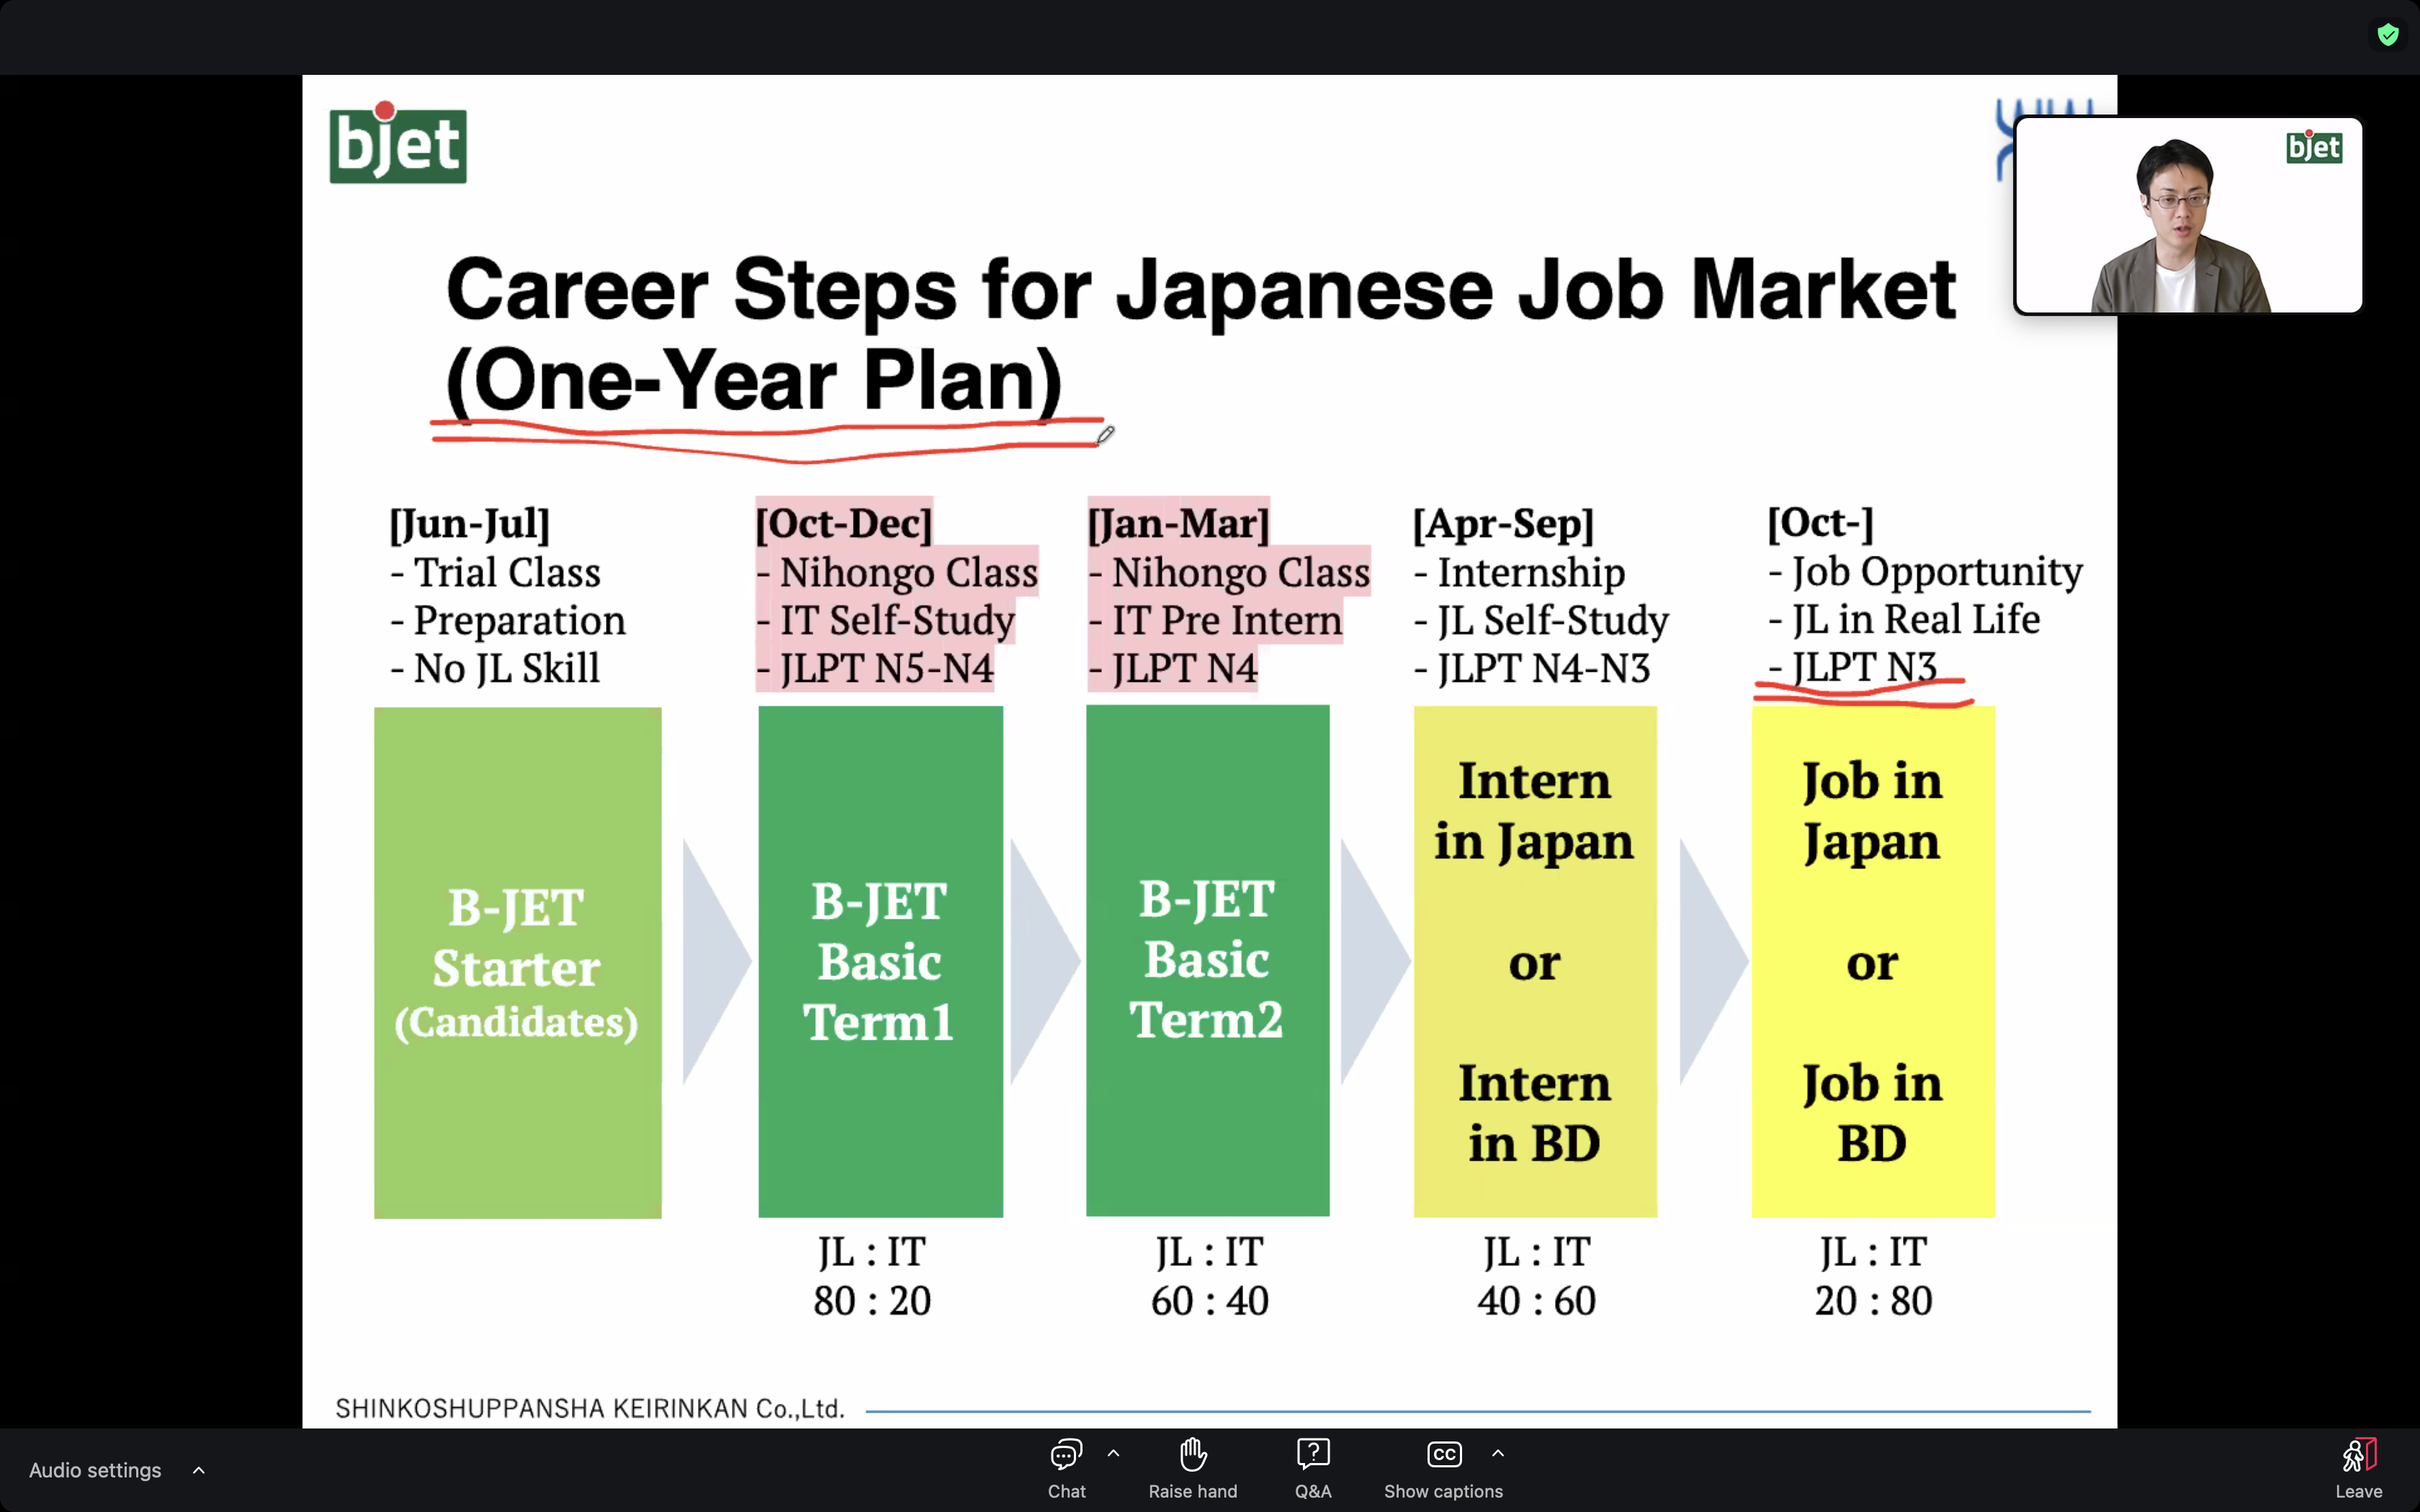 bjet
bjet
Career Steps for Japanese Job Market
(One-Year Plan)
[Jun-Jul]
- Trial Class
- Preparation
- No JL Skill
[Oct-Dec]
- Nihongo Class
- IT Self-Study
- JLPT N5-N4
[Jan-Mar]
- Nihongo Class
- IT Pre Intern
- JLPT N4
[Apr-Sep]
- Internship
- JL Self-Study
- JLPT N4-N3
[Oct-]
- Job Opportunity
- JL in Real Life
- JLPT N3
B-JET
Starter
(Candidates)
B-JET
Basic
Term1
B-JET
Basic
Term2
Intern
in Japan
or
Intern
in BD
Job in
Japan
or
Job in
BD
JL : IT
80 : 20
JL : IT
60 : 40
JL : IT
40 : 60
JL : IT
20 : 80
SHINKOSHUPPANSHA KEIRINKAN Co.,Ltd.
Audio settings
Chat
Raise hand
Q&A
CC
Show captions
Leave